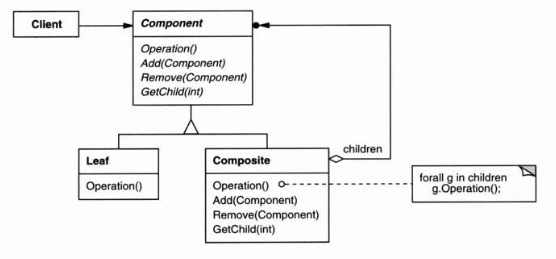 Client
Component
Operation()
Add(Component)
Remove(Component)
GetChild(int)
children
Leaf
Operation()
Composite
Operation()
Add(Component)
Remove(Component)
GetChild(int)
forall g in children
g.Operation();